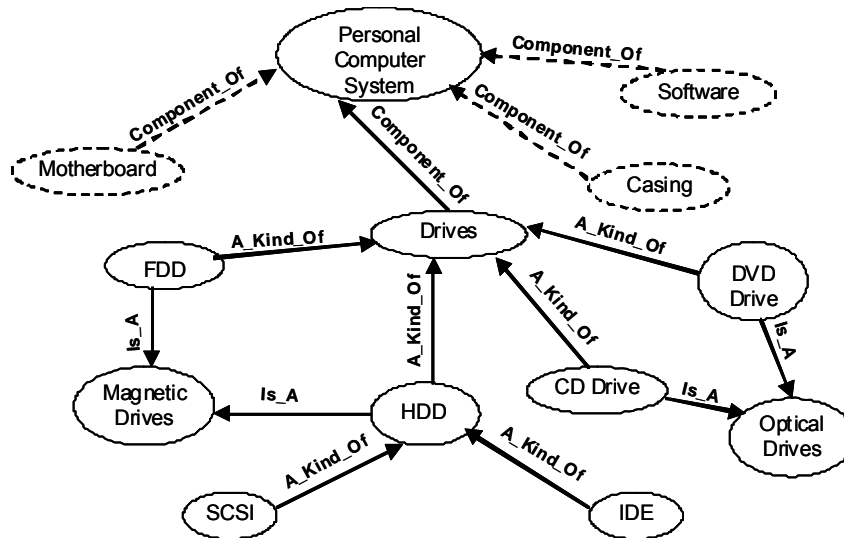 Personal
Computer
System
Component_Of
Software
Component_Of
Component_Of
Motherboard
Casing
Component_Of
Drives
A_Kind_Of
FDD
A_Kind_Of
DVD
Drive
A_Kind_Of
A_Kind_Of
Is_A
Is_A
Magnetic
Drives
Is_A
HDD
CD Drive
Is_A
Optical
Drives
A_Kind_Of
A_Kind_Of
SCSI
IDE